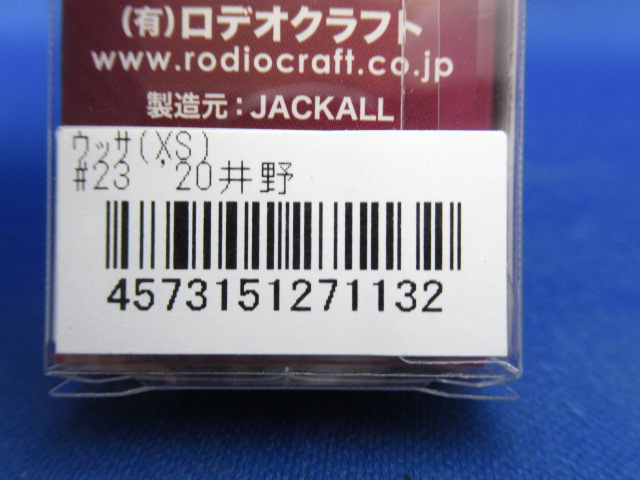 (有)ロデオクラフト
www.rodiocraft.co.jp
製造元：JACKALL
ウッサ(XS)
#23 '20井野
4573151271132